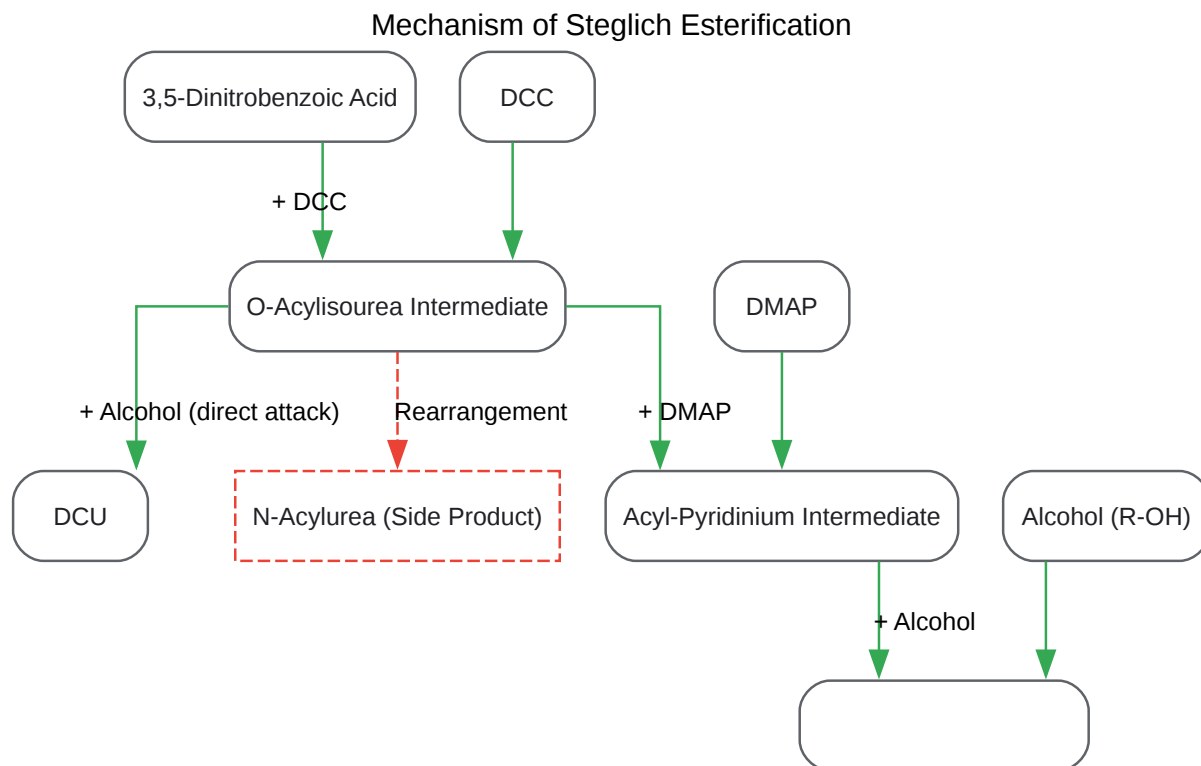 Mechanism of Steglich Esterification
3,5-Dinitrobenzoic Acid
DCC
+ DCC
O-Acylisourea Intermediate
DMAP
+ Alcohol (direct attack)
Rearrangement
+ DMAP
DCU
N-Acylurea (Side Product)
Acyl-Pyridinium Intermediate
Alcohol (R-OH)
+ Alcohol